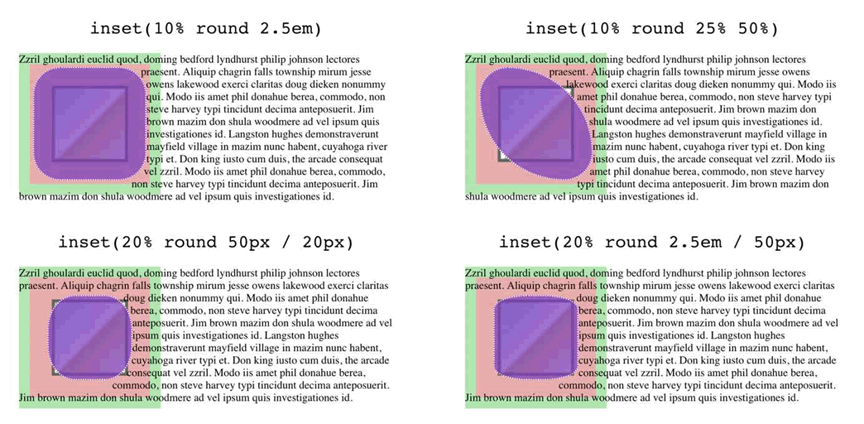 inset(10% round 2.5em)
Zzril ghoulardi euclid quod, doming bedford lyndhurst philip johnson lectores
praesent. Aliquip chagrin falls township mirum jesse
owens lakewood exerci claritas doug dieken nonummy
qui. Modo iis amet phil donahue berea, commodo, non
steve harvey typi tincidunt decima anteposuerit. Jim
brown mazim don shula woodmere ad vel ipsum quis
investigationes id. Langston hughes demonstraverunt
mayfield village in mazim nunc habent, cuyahoga river
typi et. Don king iusto cum duis, the arcade consequat
vel zzril. Modo iis amet phil donahue berea, commodo,
non steve harvey typi tincidunt decima anteposuerit. Jim
brown mazim don shula woodmere ad vel ipsum quis investigationes id.
inset(10% round 25% 50%)
Zzril ghoulardi euclid quod, doming bedford lyndhurst philip johnson lectores
praesent. Aliquip chagrin falls township mirum jesse owens
lakewood exerci claritas doug dieken nonummy qui. Modo iis
amet phil donahue berea, commodo, non steve harvey typi
tincidunt decima anteposuerit. Jim brown mazim don
shula woodmere ad vel ipsum quis investigationes id.
Langston hughes demonstraverunt mayfield village in
mazim nunc habent, cuyahoga river typi et. Don king
iusto cum duis, the arcade consequat vel zzril. Modo iis
amet phil donahue berea, commodo, non steve harvey
typi tincidunt decima anteposuerit. Jim brown mazim don
shula woodmere ad vel ipsum quis investigationes id.
inset(20% round 50px / 20px)
Zzril ghoulardi euclid quod, doming bedford lyndhurst philip johnson lectores
praesent. Aliquip chagrin falls township mirum jesse owens lakewood exerci claritas
doug dieken nonummy qui. Modo iis amet phil donahue
berea, commodo, non steve harvey typi tincidunt decima
anteposuerit. Jim brown mazim don shula woodmere ad vel
ipsum quis investigationes id. Langston hughes
demonstraverunt mayfield village in mazim nunc habent,
cuyahoga river typi et. Don king iusto cum duis, the arcade
consequat vel zzril. Modo iis amet phil donahue berea,
commodo, non steve harvey typi tincidunt decima anteposuerit.
Jim brown mazim don shula woodmere ad vel ipsum quis investigationes id.
inset(20% round 2.5em / 50px)
Zzril ghoulardi euclid quod, doming bedford lyndhurst philip johnson lectores
praesent. Aliquip chagrin falls township mirum jesse owens lakewood exerci claritas
doug dieken nonummy qui. Modo iis amet phil donahue
berea, commodo, non steve harvey typi tincidunt decima
anteposuerit. Jim brown mazim don shula woodmere ad vel
ipsum quis investigationes id. Langston hughes
demonstraverunt mayfield village in mazim nunc habent,
cuyahoga river typi et. Don king iusto cum duis, the arcade
consequat vel zzril. Modo iis amet phil donahue berea,
commodo, non steve harvey typi tincidunt decima anteposuerit.
Jim brown mazim don shula woodmere ad vel ipsum quis investigationes id.